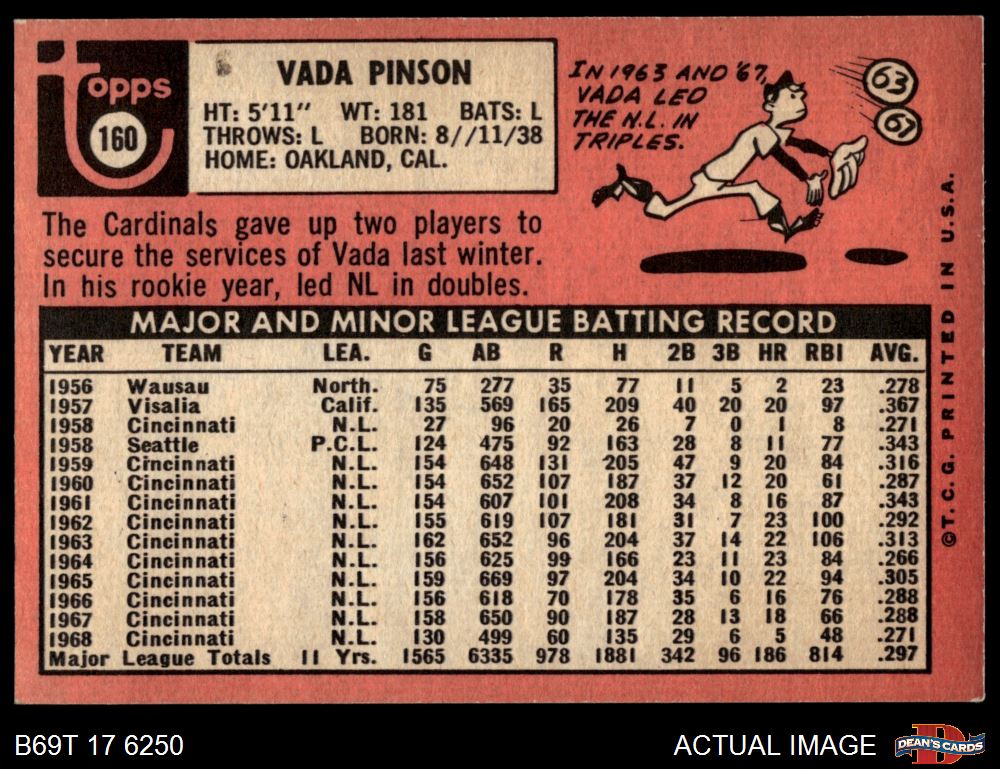 topps
160
VADA PINSON
HT: 5'11" WT: 181 BATS: L
THROWS: L BORN: 8//11/38
HOME: OAKLAND, CAL.
IN 1963 AND '67,
VADA LED
THE N.L. IN
TRIPLES.
63
67
The Cardinals gave up two players to
secure the services of Vada last winter.
In his rookie year, led NL in doubles.
MAJOR AND MINOR LEAGUE BATTING RECORD
YEAR TEAM LEA. G AB R H 2B 3B HR RBI AVG.
1956 Wausau North. 75 277 35 77 11 5 2 23 .278
1957 Visalia Calif. 135 569 165 209 40 20 20 97 .367
1958 Cincinnati N.L. 27 96 20 26 7 0 1 8 .271
1958 Seattle P.C.L. 124 475 92 163 28 8 11 77 .343
1959 Cincinnati N.L. 154 648 131 205 47 9 20 84 .316
1960 Cincinnati N.L. 154 652 107 187 37 12 20 61 .287
1961 Cincinnati N.L. 154 607 101 208 34 8 16 87 .343
1962 Cincinnati N.L. 155 619 107 181 31 7 23 100 .292
1963 Cincinnati N.L. 162 652 96 204 37 14 22 106 .313
1964 Cincinnati N.L. 156 625 99 166 23 11 23 84 .266
1965 Cincinnati N.L. 159 669 97 204 34 10 22 94 .305
1966 Cincinnati N.L. 156 618 70 178 35 6 16 76 .288
1967 Cincinnati N.L. 158 650 90 187 28 13 18 66 .288
1968 Cincinnati N.L. 130 499 60 135 29 6 5 48 .271
Major League Totals 11 Yrs. 1565 6335 978 1881 342 96 186 814 .297
©T.C.G. PRINTED IN U.S.A.
B69T 17 6250
ACTUAL IMAGE
D
DEAN'S CARDS